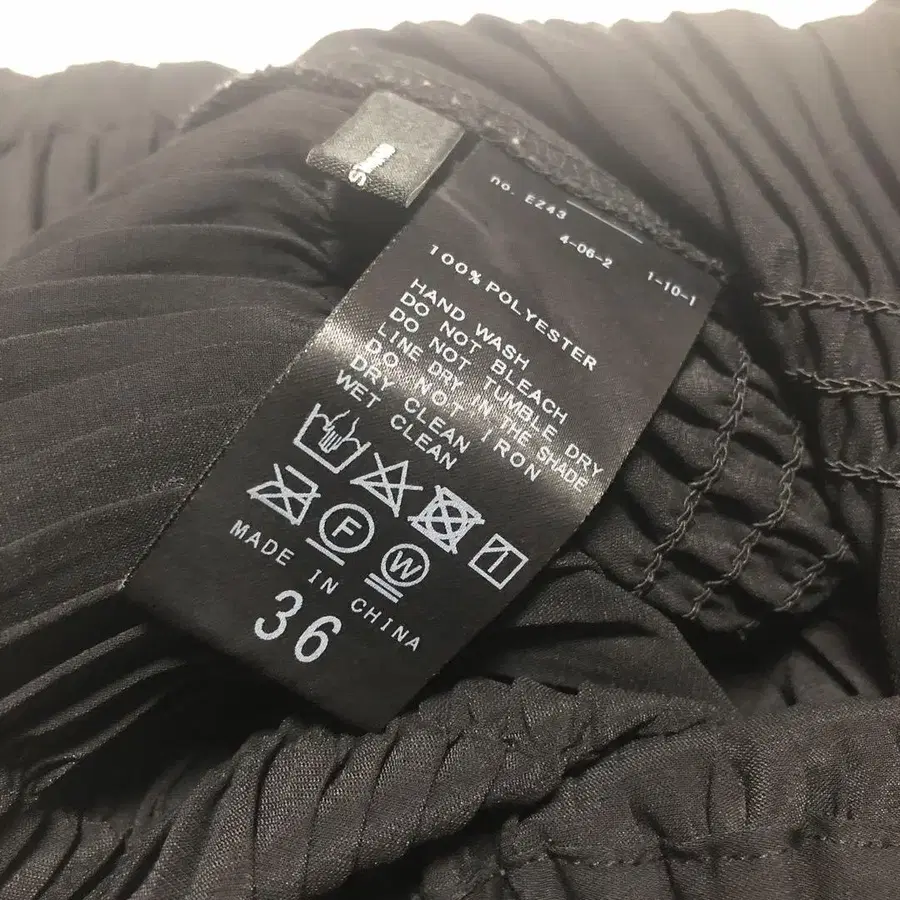 no. EZ43
4-06-2 1-10-1
100% POLYESTER
HAND WASH
DO NOT BLEACH
DO NOT TUMBLE DRY
LINE DRY IN THE SHADE
DO NOT IRON
DRY CLEAN
WET CLEAN
F
W
MADE IN CHINA
36